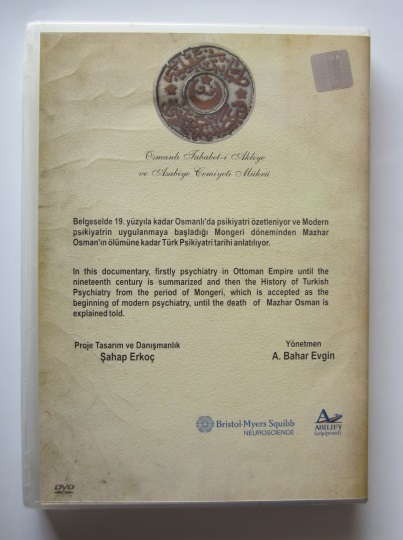 Osmanlı Tababet-i Akliye
ve Asabiye Cemiyeti Mührü
Belgeselde 19. yüzyıla kadar Osmanlı'da psikiyatri özetleniyor ve Modern
psikiyatrin uygulanmaya başladığı Mongeri döneminden Mazhar
Osman'ın ölümüne kadar Türk Psikiyatri tarihi anlatılıyor.
In this documentary, firstly psychiatry in Ottoman Empire until the
nineteenth century is summarized and then the History of Turkish
Psychiatry from the period of Mongeri, which is accepted as the
beginning of modern psychiatry, until the death of Mazhar Osman is
explained told.
Proje Tasarım ve Danışmanlık
Şahap Erkoç
Yönetmen
A. Bahar Evgin
Bristol-Myers Squibb
NEUROSCIENCE
ABILIFY
(aripiprazol)
DVD